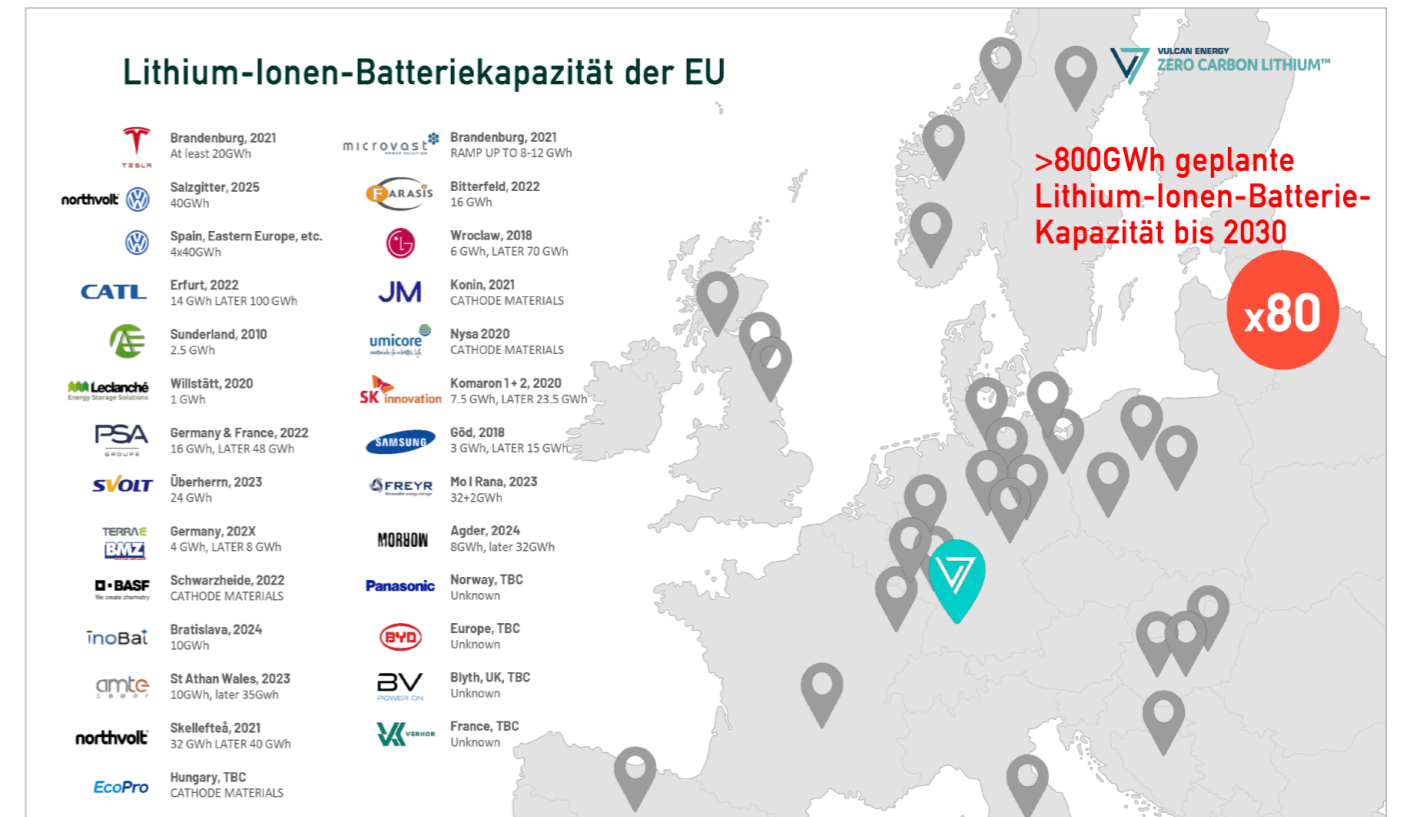 Lithium-Ionen-Batteriekapazität der EU
VULCAN ENERGY
ZERO CARBON LITHIUM™
>800GWh geplante
Lithium-Ionen-Batterie-
Kapazität bis 2030
x80
TESLA
Brandenburg, 2021
At least 20GWh
northvolt
Salzgitter, 2025
40GWh
Spain, Eastern Europe, etc.
4x40GWh
CATL
Erfurt, 2022
14 GWh LATER 100 GWh
Sunderland, 2010
2.5 GWh
Leclanché
Energy Storage Solutions
Willstätt, 2020
1 GWh
PSA
GROUPE
Germany & France, 2022
16 GWh, LATER 48 GWh
SVOLT
Überherrn, 2023
24 GWh
TERRAE
BMZ
Germany, 202X
4 GWh, LATER 8 GWh
BASF
We create chemistry
Schwarzheide, 2022
CATHODE MATERIALS
inoBat
Bratislava, 2024
10GWh
amte
power
St Athan Wales, 2023
10GWh, later 35Gwh
northvolt
Skellefteå, 2021
32 GWh LATER 40 GWh
EcoPro
Hungary, TBC
CATHODE MATERIALS
microvast
POWER SOLUTION
Brandenburg, 2021
RAMP UP TO 8-12 GWh
FARASIS
Bitterfeld, 2022
16 GWh
LG
Wroclaw, 2018
6 GWh, LATER 70 GWh
JM
Konin, 2021
CATHODE MATERIALS
umicore
materials for a better life
Nysa 2020
CATHODE MATERIALS
SK innovation
Komaron 1 + 2, 2020
7.5 GWh, LATER 23.5 GWh
SAMSUNG
Göd, 2018
3 GWh, LATER 15 GWh
FREYR
Renewable energy storage
Mo I Rana, 2023
32+2GWh
MORROW
Agder, 2024
8GWh, later 32GWh
Panasonic
Norway, TBC
Unknown
BYD
Europe, TBC
Unknown
BV
POWER ON
Blyth, UK, TBC
Unknown
VERKOR
France, TBC
Unknown